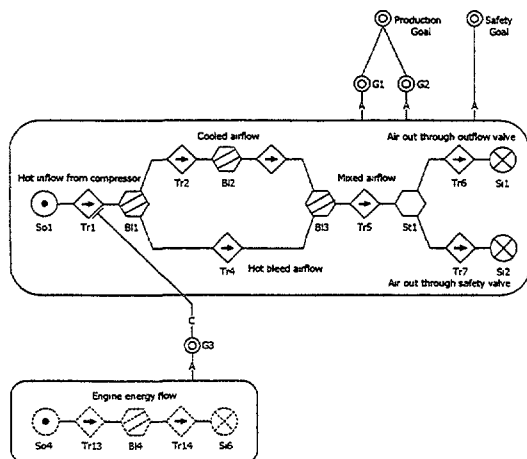 Production
Goal
Safety
Goal
G1
G2
A
A
A
Cooled airflow
Air out through outflow valve
Tr2
Bl2
Tr6
Si1
Hot inflow from compressor
Mixed airflow
So1
Tr1
Bl1
Bl3
Tr5
St1
Tr4
Hot bleed airflow
Tr7
Si2
Air out through safety valve
C
G3
A
Engine energy flow
So4
Tr13
Bl4
Tr14
Si6